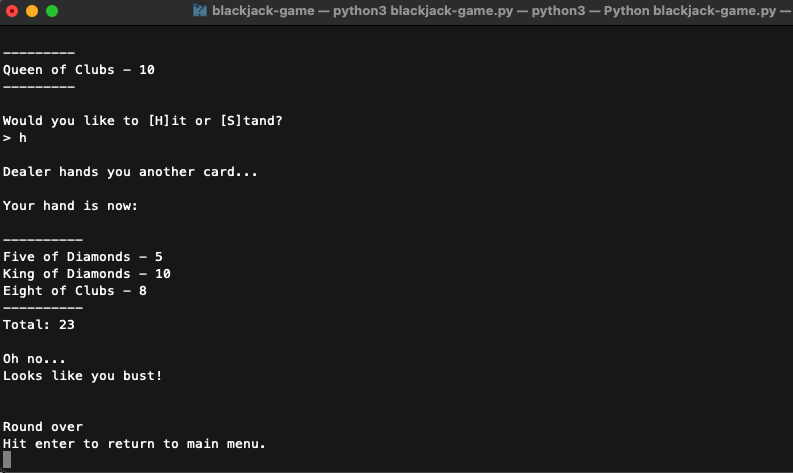 blackjack-game — python3 blackjack-game.py — python3 — Python blackjack-game.py —
---------
Queen of Clubs - 10
---------
Would you like to [H]it or [S]tand?
> h
Dealer hands you another card...
Your hand is now:
----------
Five of Diamonds - 5
King of Diamonds - 10
Eight of Clubs - 8
----------
Total: 23
Oh no...
Looks like you bust!
Round over
Hit enter to return to main menu.